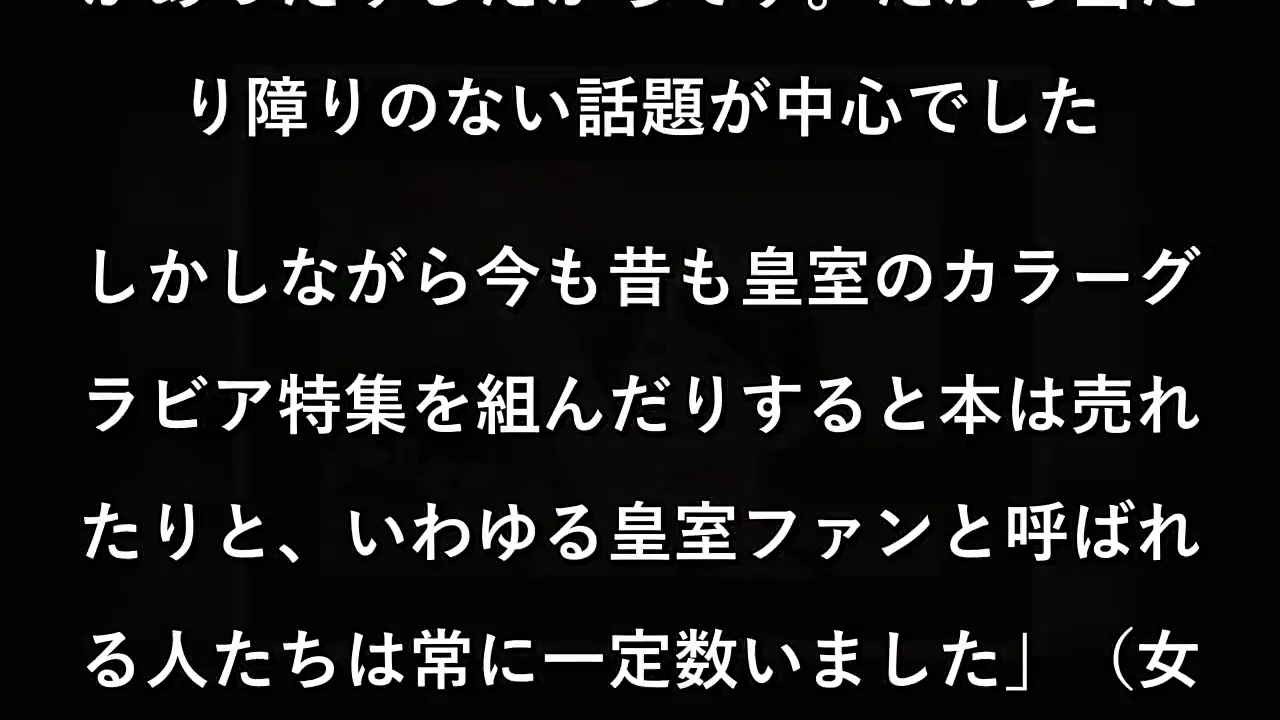 り障りのない話題が中心でした
しかしながら今も昔も皇室のカラーグ
ラビア特集を組んだりすると本は売れ
たりと、いわゆる皇室ファンと呼ばれ
る人たちは常に一定数いました」（女